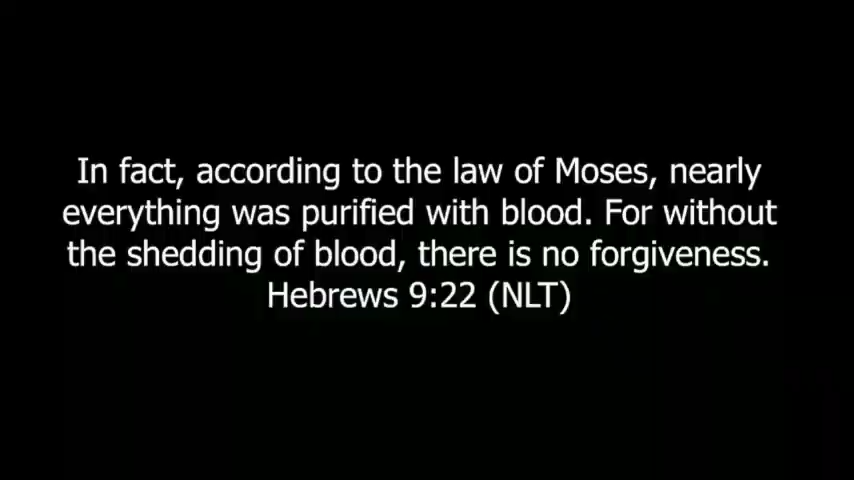 In fact, according to the law of Moses, nearly
everything was purified with blood. For without
the shedding of blood, there is no forgiveness.
Hebrews 9:22 (NLT)